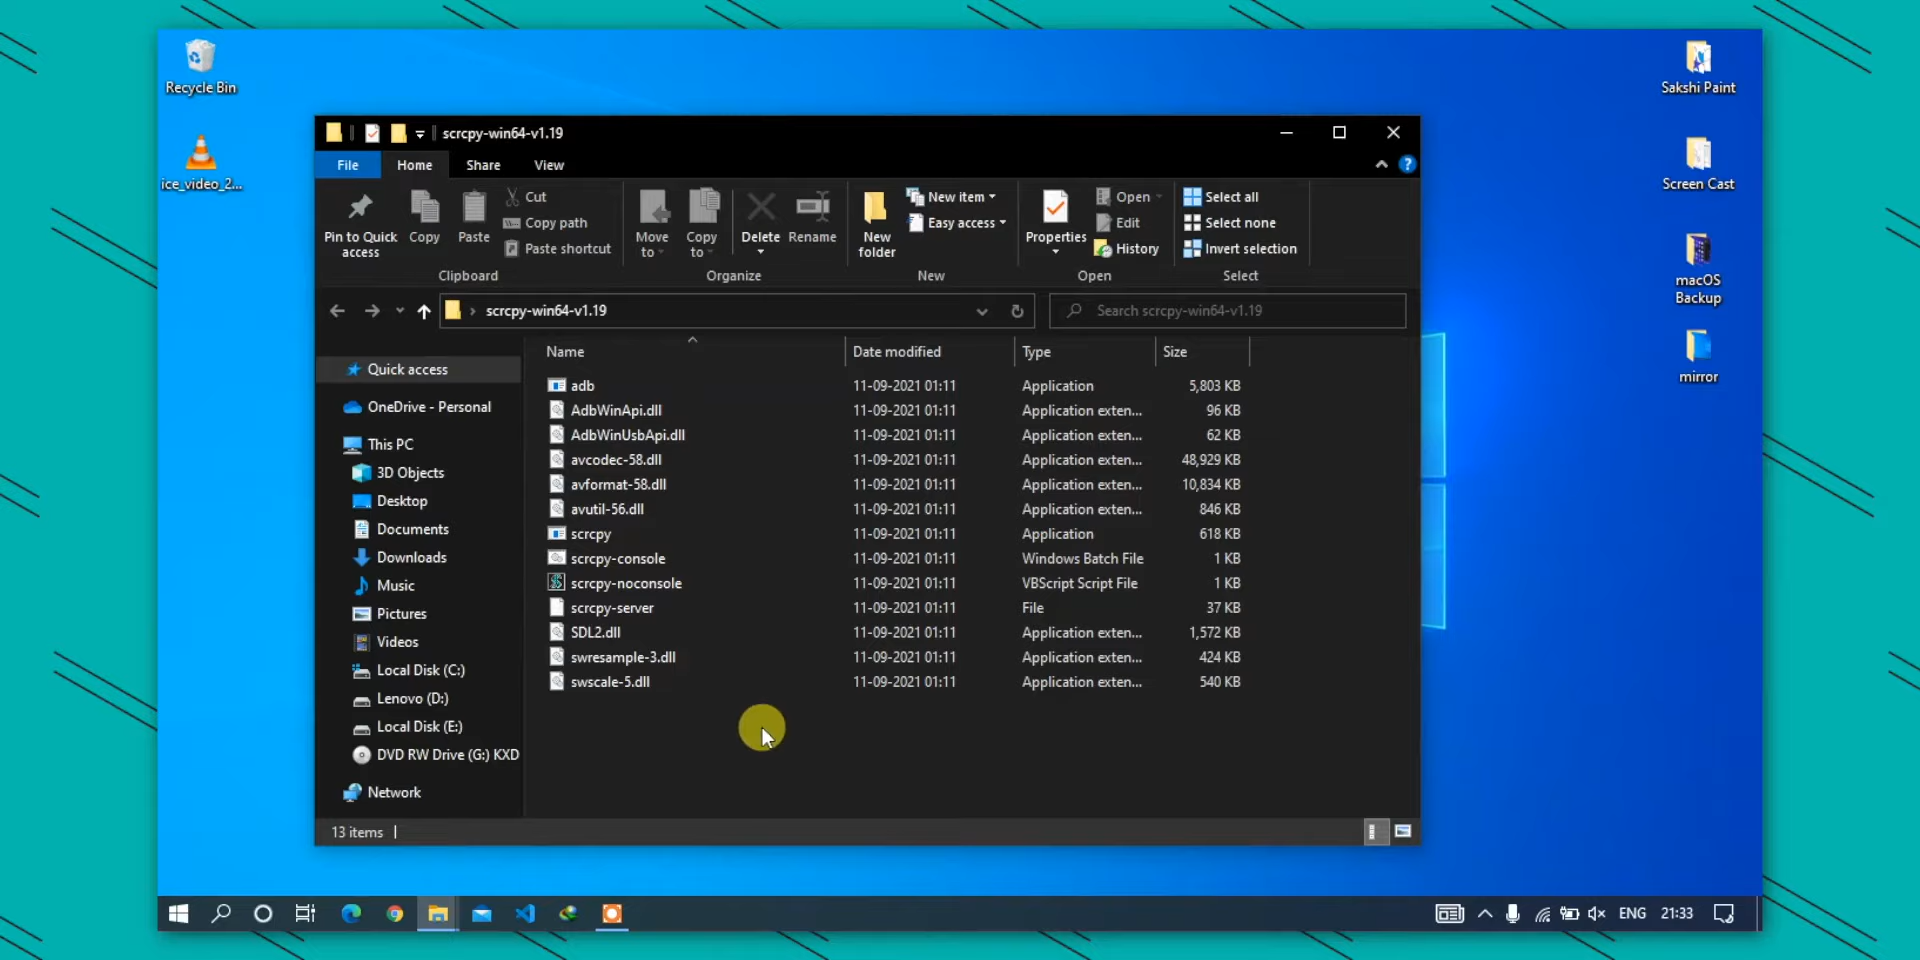 Recycle Bin
ice_video_2...
Sakshi Paint
Screen Cast
macOS
Backup
mirror
scrcpy-win64-v1.19
File Home Share View
Pin to Quick
access
Copy
Paste
Cut
Copy path
Paste shortcut
Clipboard
Move
to
Copy
to
Delete
Rename
Organize
New
folder
New item
Easy access
New
Properties
Open
Edit
History
Open
Select all
Select none
Invert selection
Select
scrcpy-win64-v1.19
Search scrcpy-win64-v1.19
Quick access
OneDrive - Personal
This PC
3D Objects
Desktop
Documents
Downloads
Music
Pictures
Videos
Local Disk (C:)
Lenovo (D:)
Local Disk (E:)
DVD RW Drive (G:) KXD
Network
Name Date modified Type Size
adb 11-09-2021 01:11 Application 5,803 KB
AdbWinApi.dll 11-09-2021 01:11 Application exten... 96 KB
AdbWinUsbApi.dll 11-09-2021 01:11 Application exten... 62 KB
avcodec-58.dll 11-09-2021 01:11 Application exten... 48,929 KB
avformat-58.dll 11-09-2021 01:11 Application exten... 10,834 KB
avutil-56.dll 11-09-2021 01:11 Application exten... 846 KB
scrcpy 11-09-2021 01:11 Application 618 KB
scrcpy-console 11-09-2021 01:11 Windows Batch File 1 KB
scrcpy-noconsole 11-09-2021 01:11 VBScript Script File 1 KB
scrcpy-server 11-09-2021 01:11 File 37 KB
SDL2.dll 11-09-2021 01:11 Application exten... 1,572 KB
swresample-3.dll 11-09-2021 01:11 Application exten... 424 KB
swscale-5.dll 11-09-2021 01:11 Application exten... 540 KB
13 items
ENG 21:33